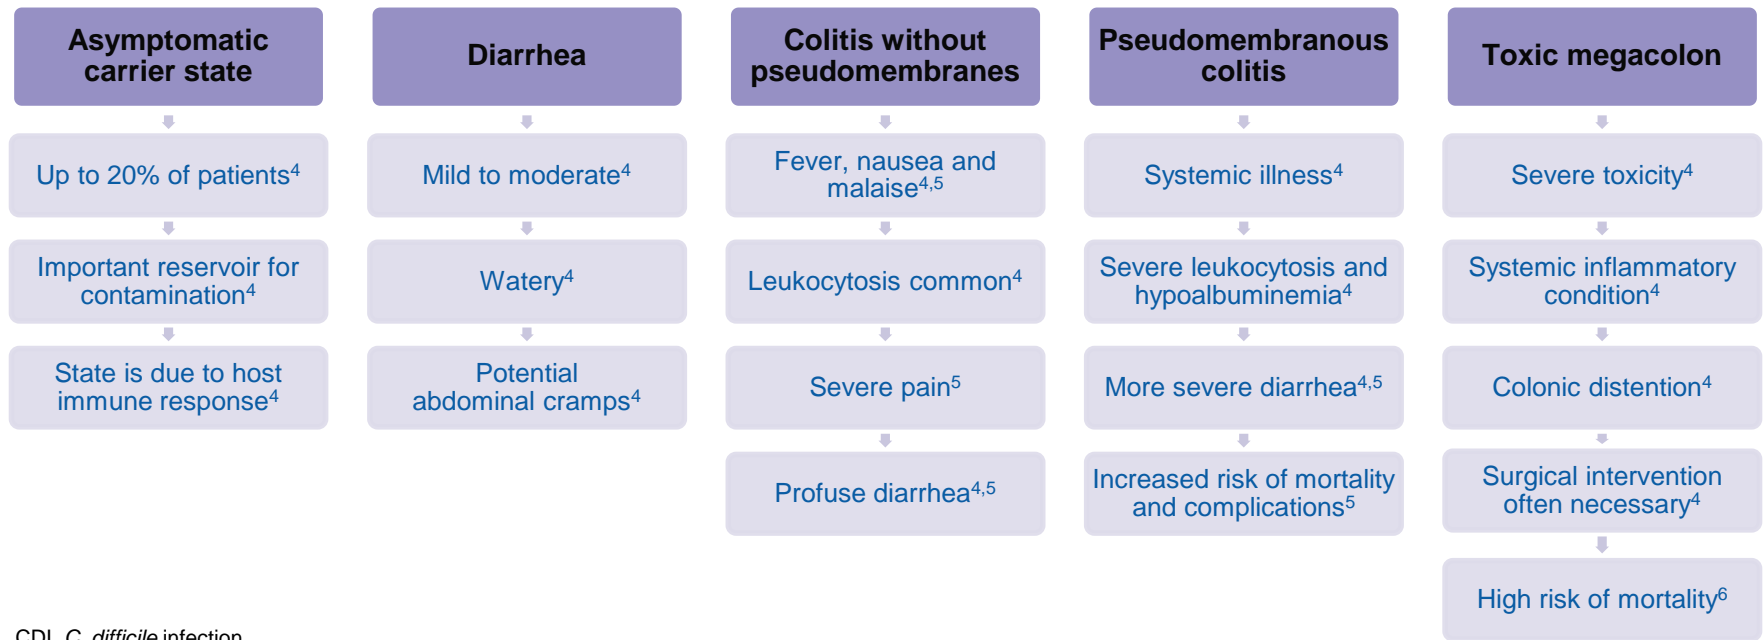 Asymptomatic
carrier state
Up to 20% of patients4
Important reservoir for
contamination4
State is due to host
immune response4
Diarrhea
Mild to moderate4
Watery4
Potential
abdominal cramps4
Colitis without
pseudomembranes
Fever, nausea and
malaise4,5
Leukocytosis common4
Severe pain5
Profuse diarrhea4,5
Pseudomembranous
colitis
Systemic illness4
Severe leukocytosis and
hypoalbuminemia4
More severe diarrhea4,5
Increased risk of mortality
and complications5
Toxic megacolon
Severe toxicity4
Systemic inflammatory
condition4
Colonic distention4
Surgical intervention
often necessary4
High risk of mortality6
CDI, C. difficile infection